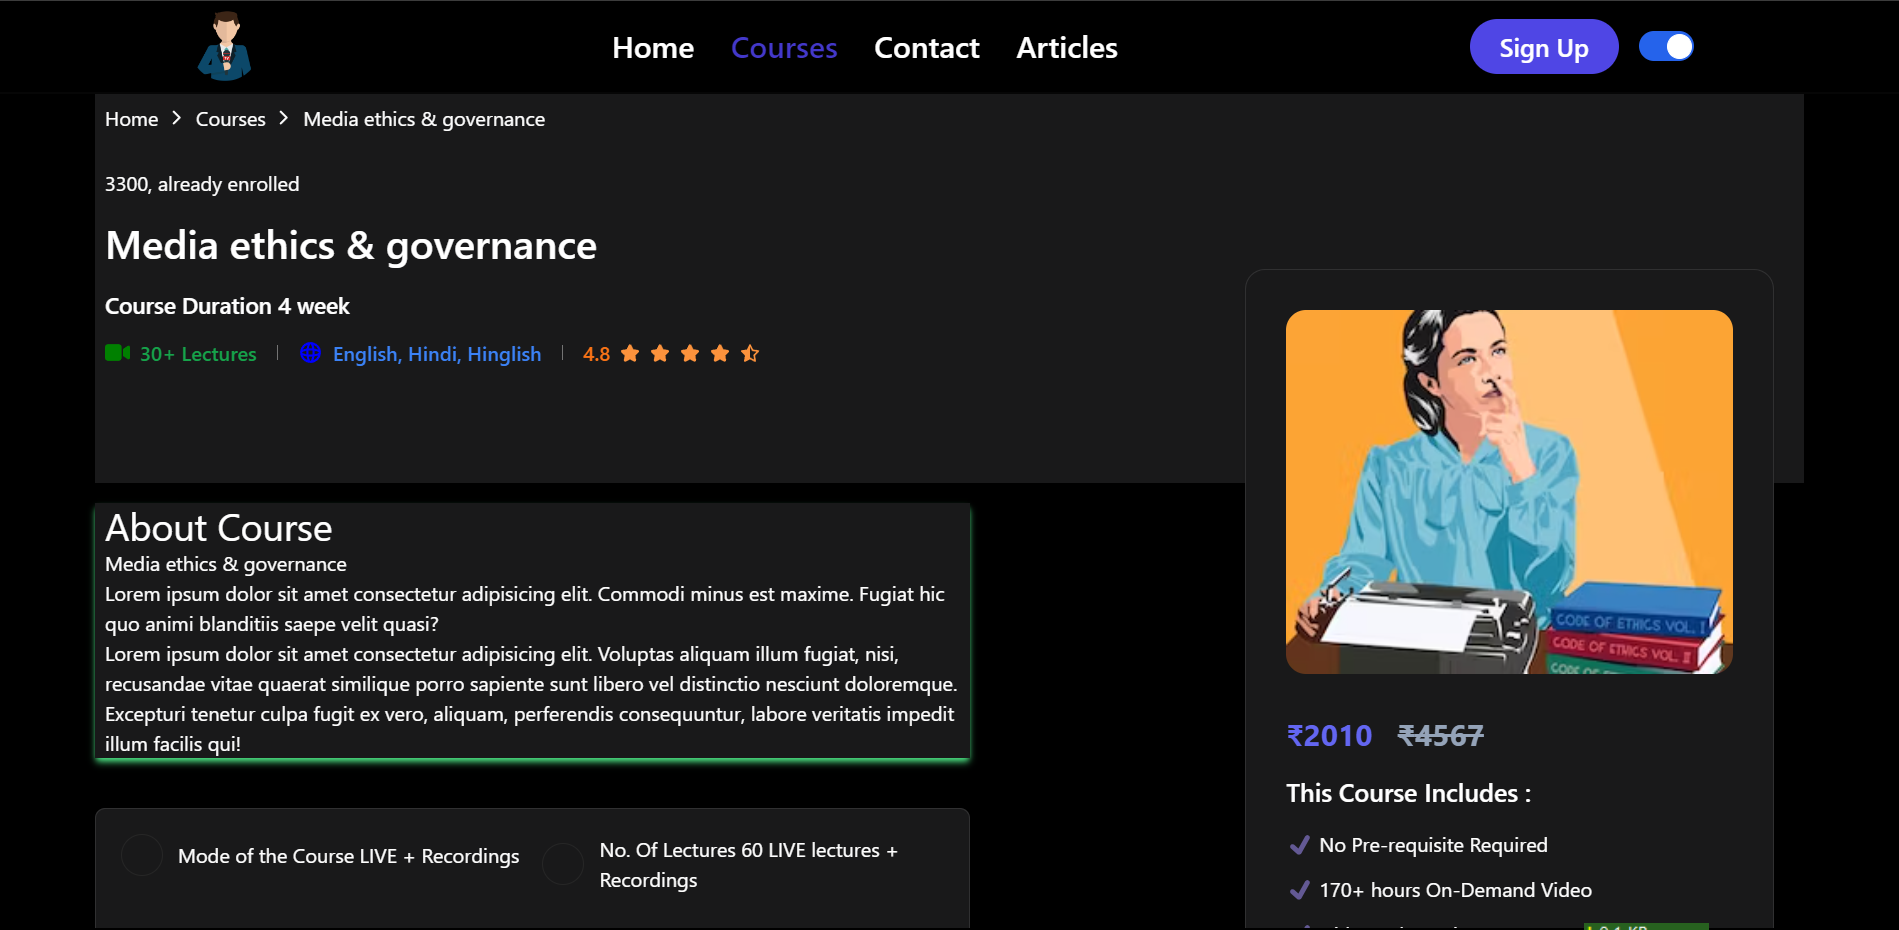 Home Courses Contact Articles Sign Up
Home > Courses > Media ethics & governance
3300, already enrolled
Media ethics & governance
Course Duration 4 week
30+ Lectures | English, Hindi, Hinglish | 4.8
About Course
Media ethics & governance
Lorem ipsum dolor sit amet consectetur adipisicing elit. Commodi minus est maxime. Fugiat hic
quo animi blanditiis saepe velit quasi?
Lorem ipsum dolor sit amet consectetur adipisicing elit. Voluptas aliquam illum fugiat, nisi,
recusandae vitae quaerat similique porro sapiente sunt libero vel distinctio nesciunt doloremque.
Excepturi tenetur culpa fugit ex vero, aliquam, perferendis consequuntur, labore veritatis impedit
illum facilis qui!
Mode of the Course LIVE + Recordings
No. Of Lectures 60 LIVE lectures +
Recordings
CODE OF ETHICS VOL. I
CODE OF ETHICS VOL. II
CODE OF ETHICS
₹2010 ₹4567
This Course Includes :
No Pre-requisite Required
170+ hours On-Demand Video